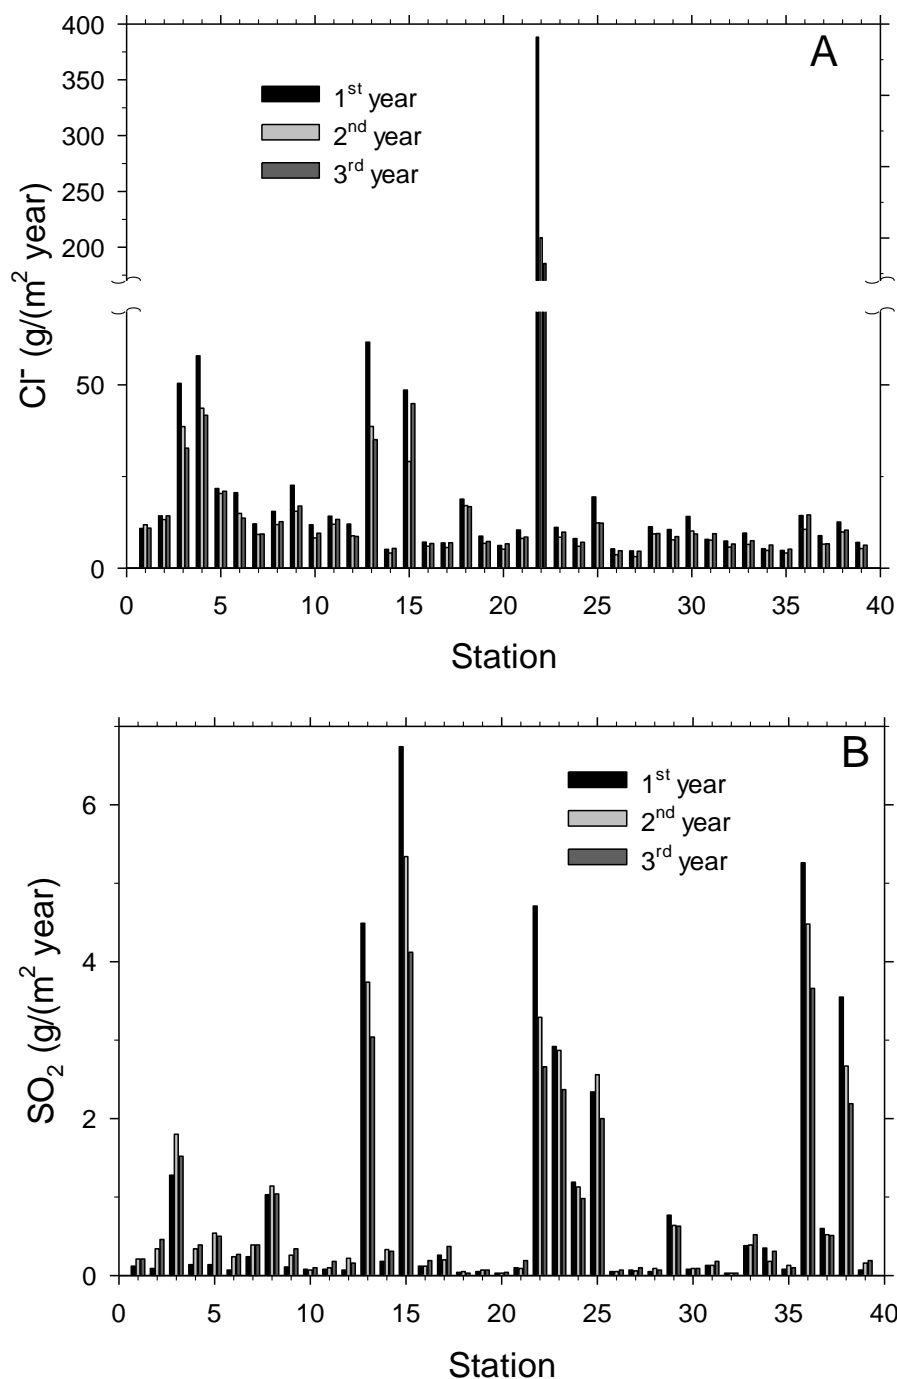 A
400
350
300
250
200
50
0
1st year
2nd year
3rd year
Cl- (g/(m2 year)
0 5 10 15 20 25 30 35 40
Station
B
6
4
2
0
1st year
2nd year
3rd year
SO2 (g/(m2 year)
0 5 10 15 20 25 30 35 40
Station